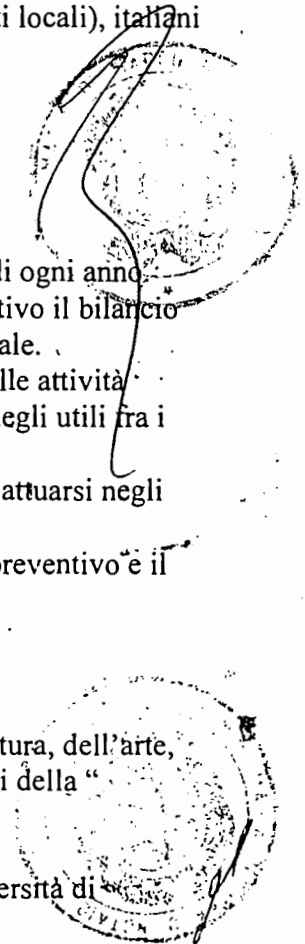 ti locali), italiani
di ogni anno
tivo il bilancio
ale.
lle attività
egli utili fra i
attuarsi negli
preventivo e il
tura, dell'arte,
i della “
ersità di